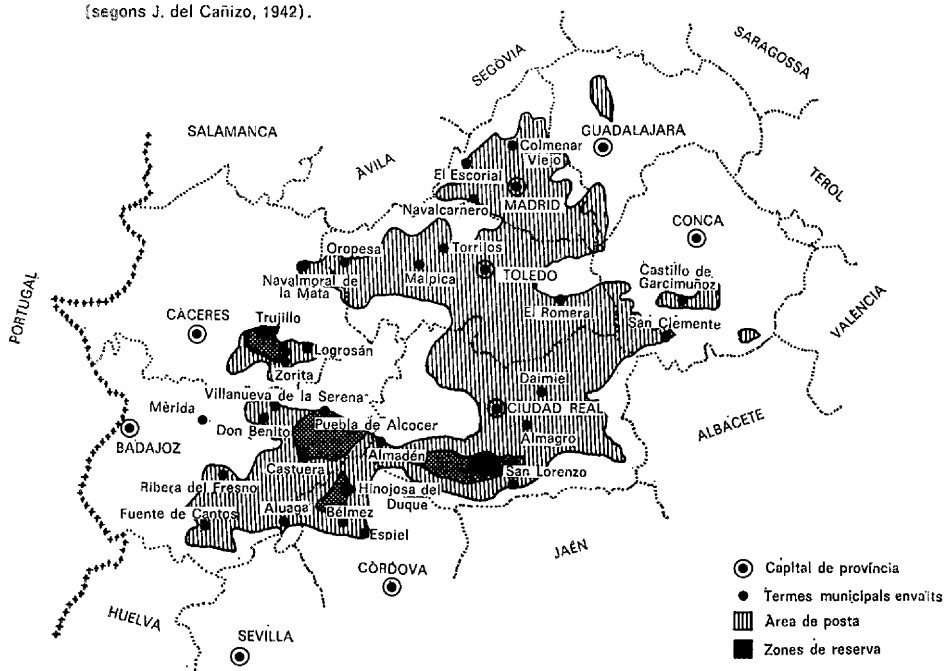 (segons J. del Cañizo, 1942).
SARAGOSSA
SEGÒVIA
SALAMANCA
GUADALAJARA
Colmenar
Viejo
ÀVILA
El Escorial
TEROL
MADRID
Navalcarnero
CONCA
Oropesa
Torrijos
Navalmoral de
la Mata
Malpica
TOLEDO
Castillo de
Garcimuñoz
PORTUGAL
CÀCERES
Trujillo
El Romeral
San Clemente
VALÈNCIA
Logrosán
Zorita
Daimiel
Villanueva de la Serena
Mèrida
CIUDAD REAL
Don Benito
Puebla de Alcocer
ALBACETE
BADAJOZ
Almadén
Almagro
Castuera
San Lorenzo
Ribera del Fresno
Hinojosa del
Duque
Fuente de Cantos
Aluaga
Bélmez
Espiel
JAÉN
CÒRDOVA
HUELVA
SEVILLA
Capital de província
Termes municipals envaïts
Àrea de posta
Zones de reserva